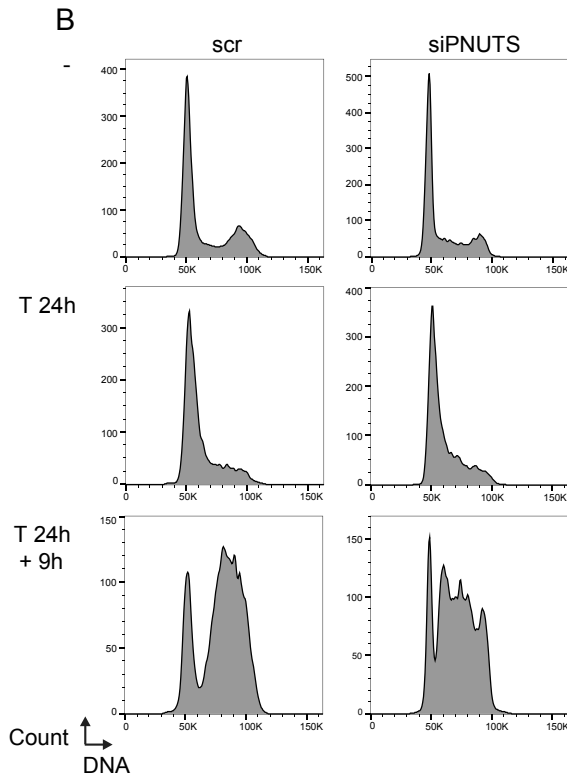 B
scr
siPNUTS
-
400
300
200
100
0
0
50K
100K
150K
500
400
300
200
100
0
0
50K
100K
150K
T 24h
300
200
100
0
0
50K
100K
150K
400
300
200
100
0
0
50K
100K
150K
T 24h
+ 9h
150
100
50
0
0
50K
100K
150K
150
100
50
0
0
50K
100K
150K
Count
DNA